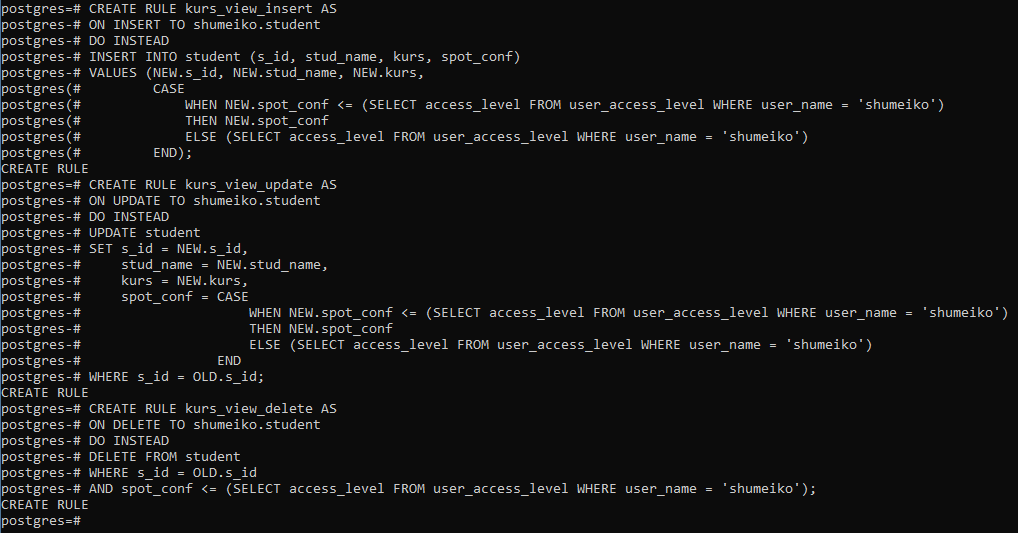 postgres=# CREATE RULE kurs_view_insert AS
postgres-# ON INSERT TO shumeiko.student
postgres-# DO INSTEAD
postgres-# INSERT INTO student (s_id, stud_name, kurs, spot_conf)
postgres-# VALUES (NEW.s_id, NEW.stud_name, NEW.kurs,
postgres(#         CASE
postgres(#             WHEN NEW.spot_conf <= (SELECT access_level FROM user_access_level WHERE user_name = 'shumeiko')
postgres(#             THEN NEW.spot_conf
postgres(#             ELSE (SELECT access_level FROM user_access_level WHERE user_name = 'shumeiko')
postgres(#         END);
CREATE RULE
postgres=# CREATE RULE kurs_view_update AS
postgres-# ON UPDATE TO shumeiko.student
postgres-# DO INSTEAD
postgres-# UPDATE student
postgres-# SET s_id = NEW.s_id,
postgres-#     stud_name = NEW.stud_name,
postgres-#     kurs = NEW.kurs,
postgres-#     spot_conf = CASE
postgres-#                     WHEN NEW.spot_conf <= (SELECT access_level FROM user_access_level WHERE user_name = 'shumeiko')
postgres-#                     THEN NEW.spot_conf
postgres-#                     ELSE (SELECT access_level FROM user_access_level WHERE user_name = 'shumeiko')
postgres-#                 END
postgres-# WHERE s_id = OLD.s_id;
CREATE RULE
postgres=# CREATE RULE kurs_view_delete AS
postgres-# ON DELETE TO shumeiko.student
postgres-# DO INSTEAD
postgres-# DELETE FROM student
postgres-# WHERE s_id = OLD.s_id
postgres-# AND spot_conf <= (SELECT access_level FROM user_access_level WHERE user_name = 'shumeiko');
CREATE RULE
postgres=#